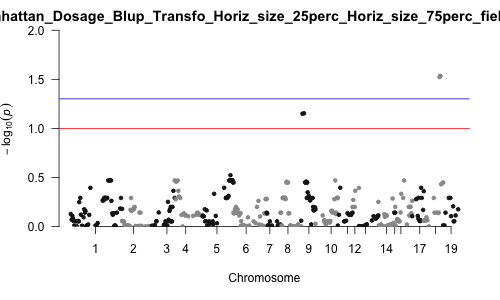 nhattan_Dosage_Blup_Transfo_Horiz_size_25perc_Horiz_size_75perc_fiel
2.0
1.5
1.0
0.5
0.0
− log10(p)
1 2 3 4 5 6 7 8 9 10 12 14 17 19
Chromosome